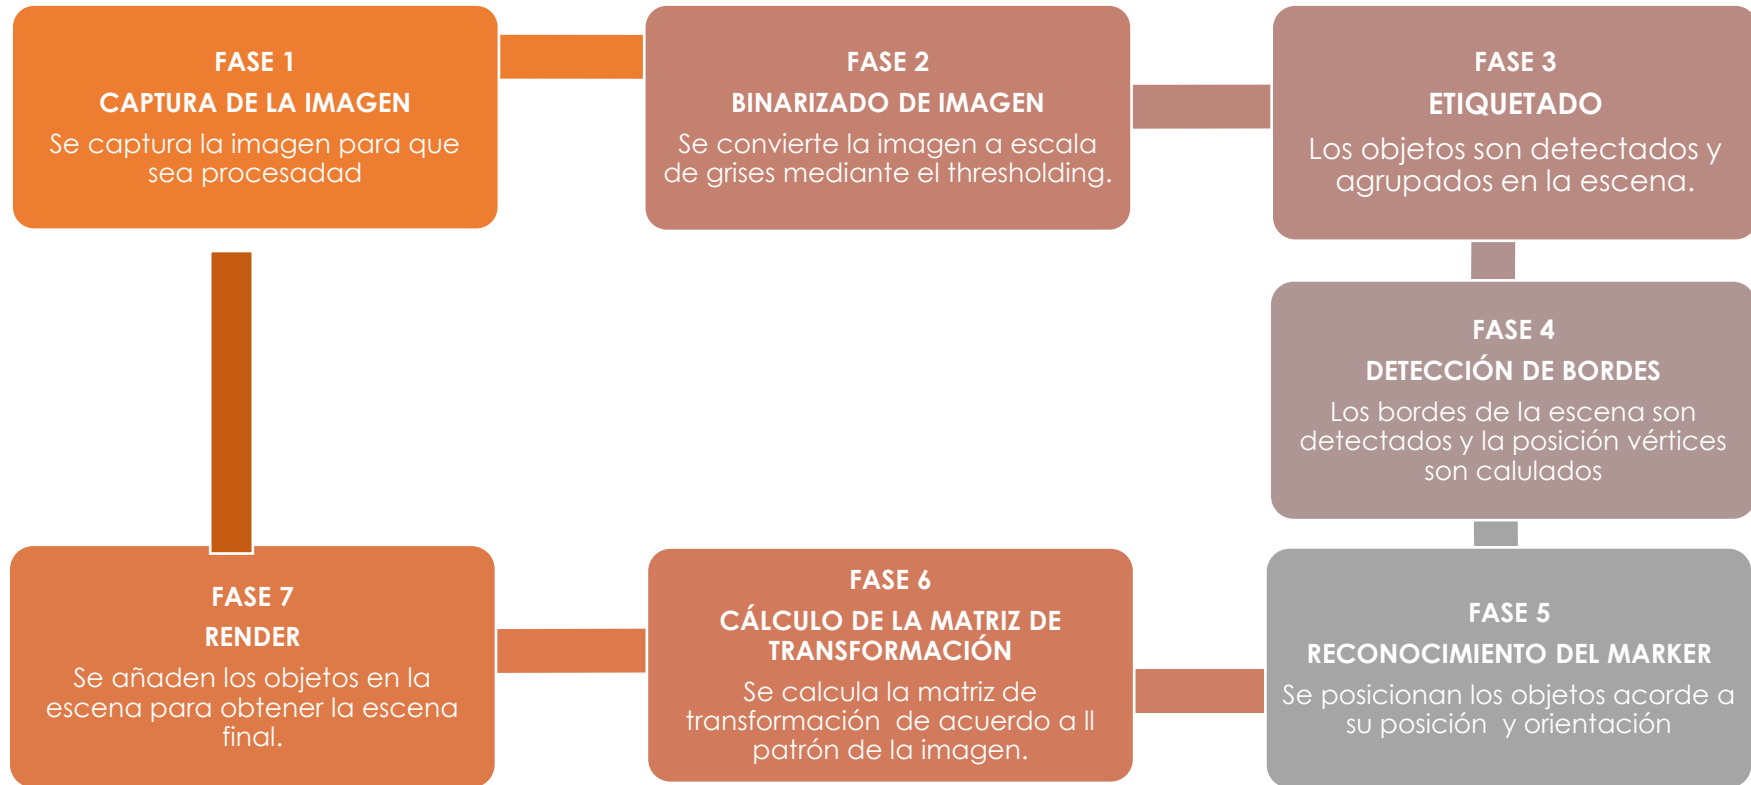 FASE 1
CAPTURA DE LA IMAGEN
Se captura la imagen para que
sea procesadad
FASE 2
BINARIZADO DE IMAGEN
Se convierte la imagen a escala
de grises mediante el thresholding.
FASE 3
ETIQUETADO
Los objetos son detectados y
agrupados en la escena.
FASE 4
DETECCIÓN DE BORDES
Los bordes de la escena son
detectados y la posición vértices
son calulados
FASE 5
RECONOCIMIENTO DEL MARKER
Se posicionan los objetos acorde a
su posición y orientación
FASE 6
CÁLCULO DE LA MATRIZ DE
TRANSFORMACIÓN
Se calcula la matriz de
transformación de acuerdo a ll
patrón de la imagen.
FASE 7
RENDER
Se añaden los objetos en la
escena para obtener la escena
final.